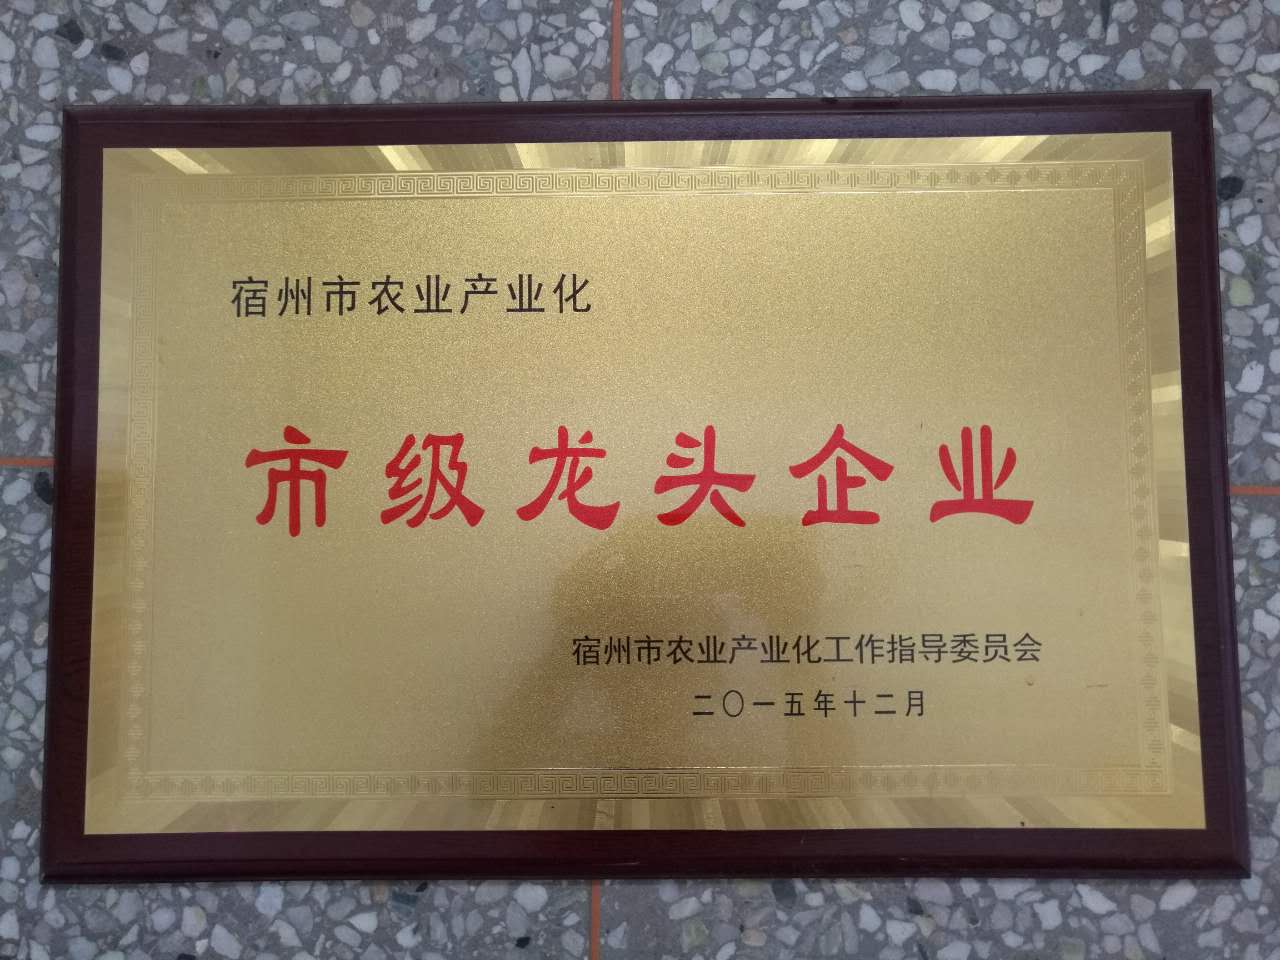 宿州市农业产业化
市级龙头企业
宿州市农业产业化工作指导委员会
二〇一五年十二月